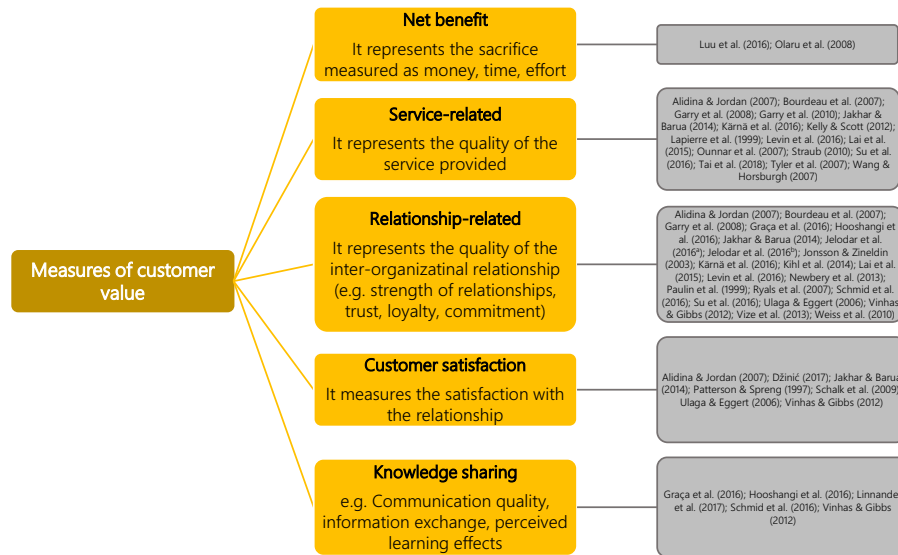 Measures of customer
value
Net benefit
It represents the sacrifice
measured as money, time, effort
Luu et al. (2016); Olaru et al. (2008)
Service-related
It represents the quality of the
service provided
Alidina & Jordan (2007); Bourdeau et al. (2007);
Garry et al. (2008); Garry et al. (2010); Jakhar &
Barua (2014); Kärnä et al. (2016); Kelly & Scott (2012);
Lapierre et al. (1999); Levin et al. (2016); Lai et al.
(2015); Ounnar et al. (2007); Straub (2010); Su et al.
(2016); Tai et al. (2018); Tyler et al. (2007); Wang &
Horsburgh (2007)
Relationship-related
It represents the quality of the
inter-organizatinal relationship
(e.g. strength of relationships,
trust, loyalty, commitment)
Alidina & Jordan (2007); Bourdeau et al. (2007);
Garry et al. (2008); Graça et al. (2016); Hooshangi et
al. (2016); Jakhar & Barua (2014); Jelodar et al.
(2016ª); Jelodar et al. (2016ᵇ); Jonsson & Zineldin
(2003); Kärnä et al. (2016); Kihl et al. (2014); Lai et al.
(2015); Levin et al. (2016); Newbery et al. (2013);
Paulin et al. (1999); Ryals et al. (2007); Schmid et al.
(2016); Su et al. (2016); Ulaga & Eggert (2006); Vinhas
& Gibbs (2012); Vize et al. (2013); Weiss et al. (2010)
Customer satisfaction
It measures the satisfaction with
the relationship
Alidina & Jordan (2007); Džinić (2017); Jakhar & Barua
(2014); Patterson & Spreng (1997); Schalk et al. (2009)
Ulaga & Eggert (2006); Vinhas & Gibbs (2012)
Knowledge sharing
e.g. Communication quality,
information exchange, perceived
learning effects
Graça et al. (2016); Hooshangi et al. (2016); Linnande
et al. (2017); Schmid et al. (2016); Vinhas & Gibbs
(2012)